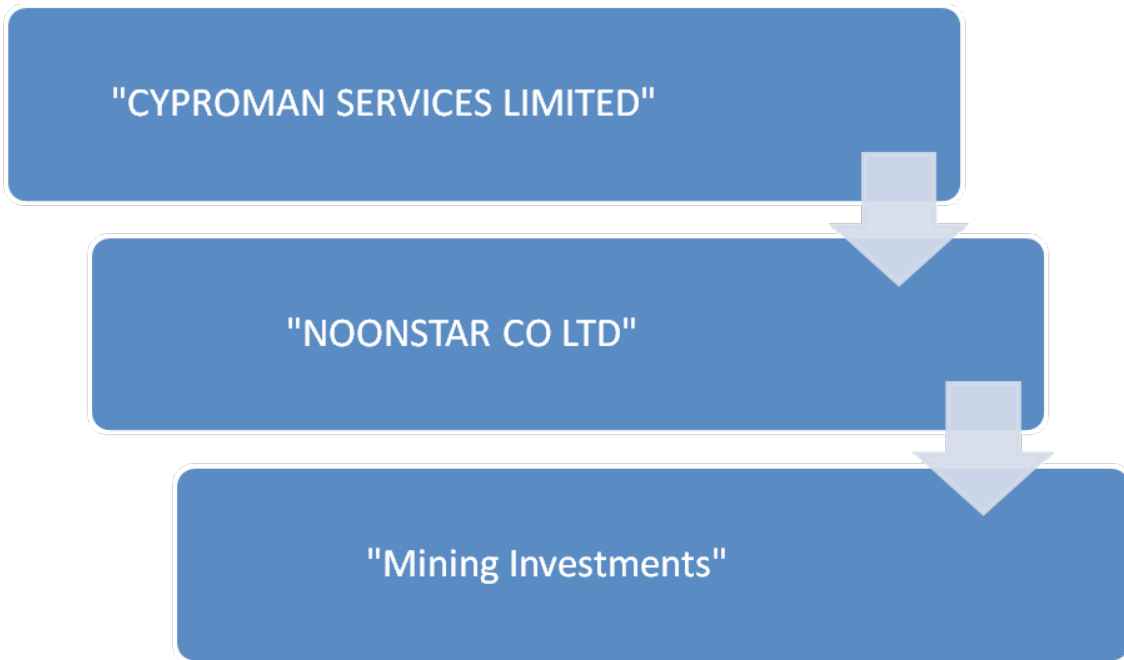 "CYPROMAN SERVICES LIMITED"
"NOONSTAR CO LTD"
"Mining Investments"